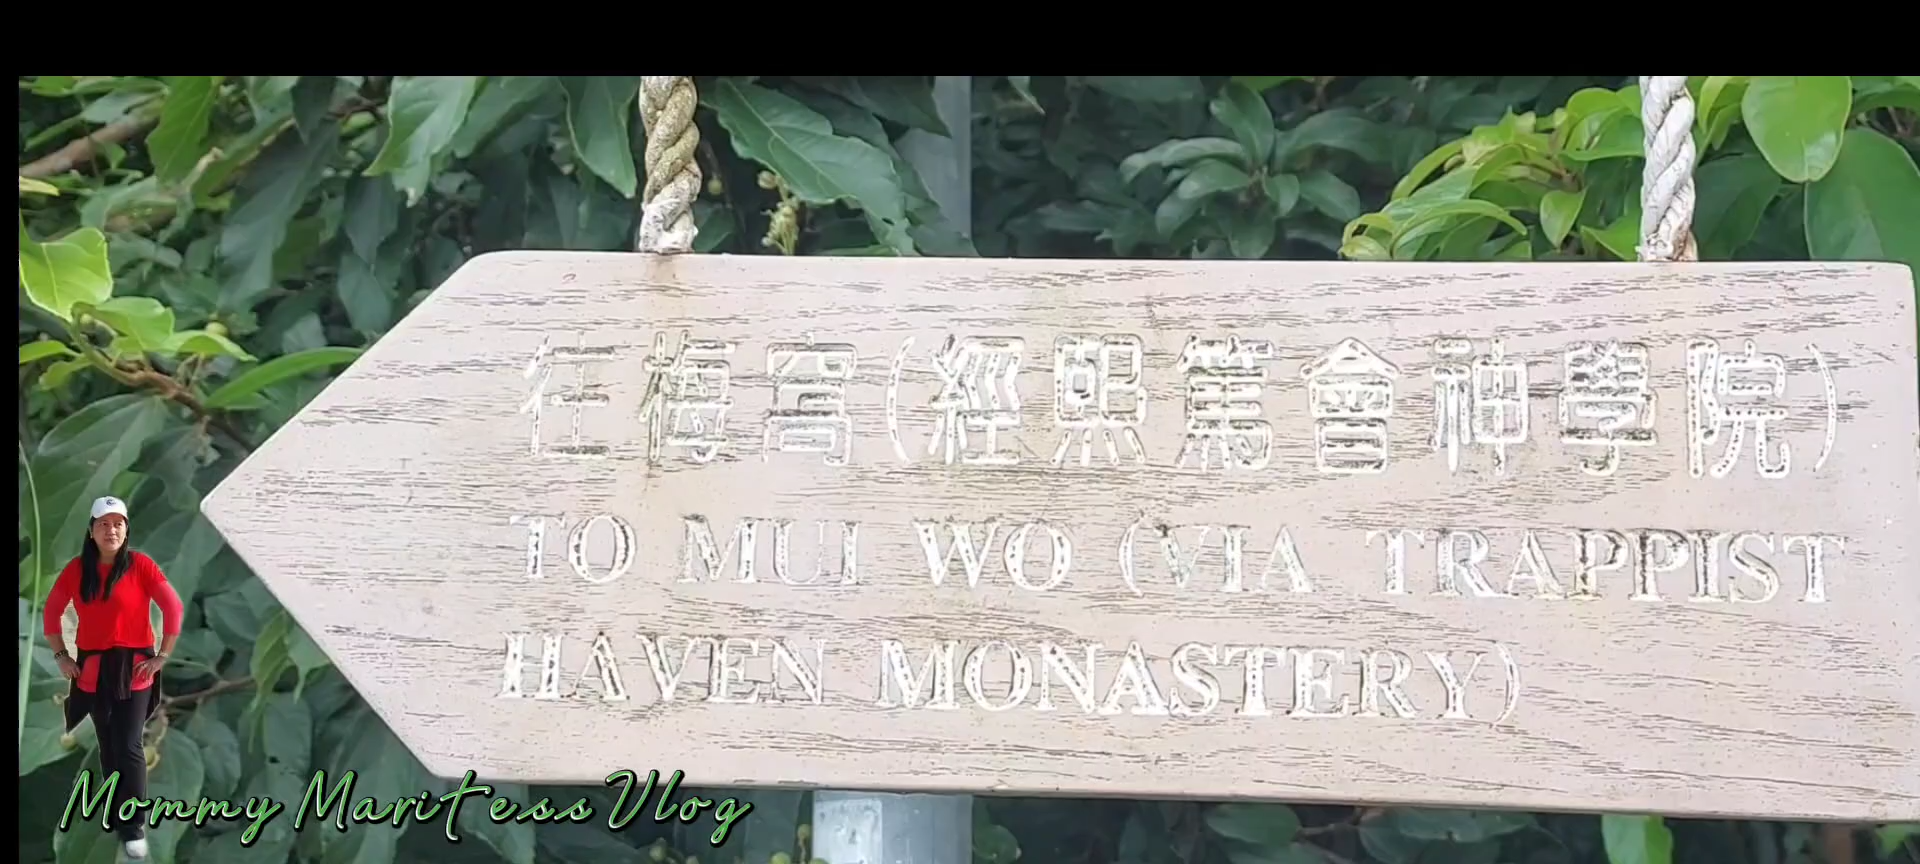 往梅窩(經熙篤會神學院)
TO MUI WO (VIA TRAPPIST
HAVEN MONASTERY)
Mommy Maritess Vlog